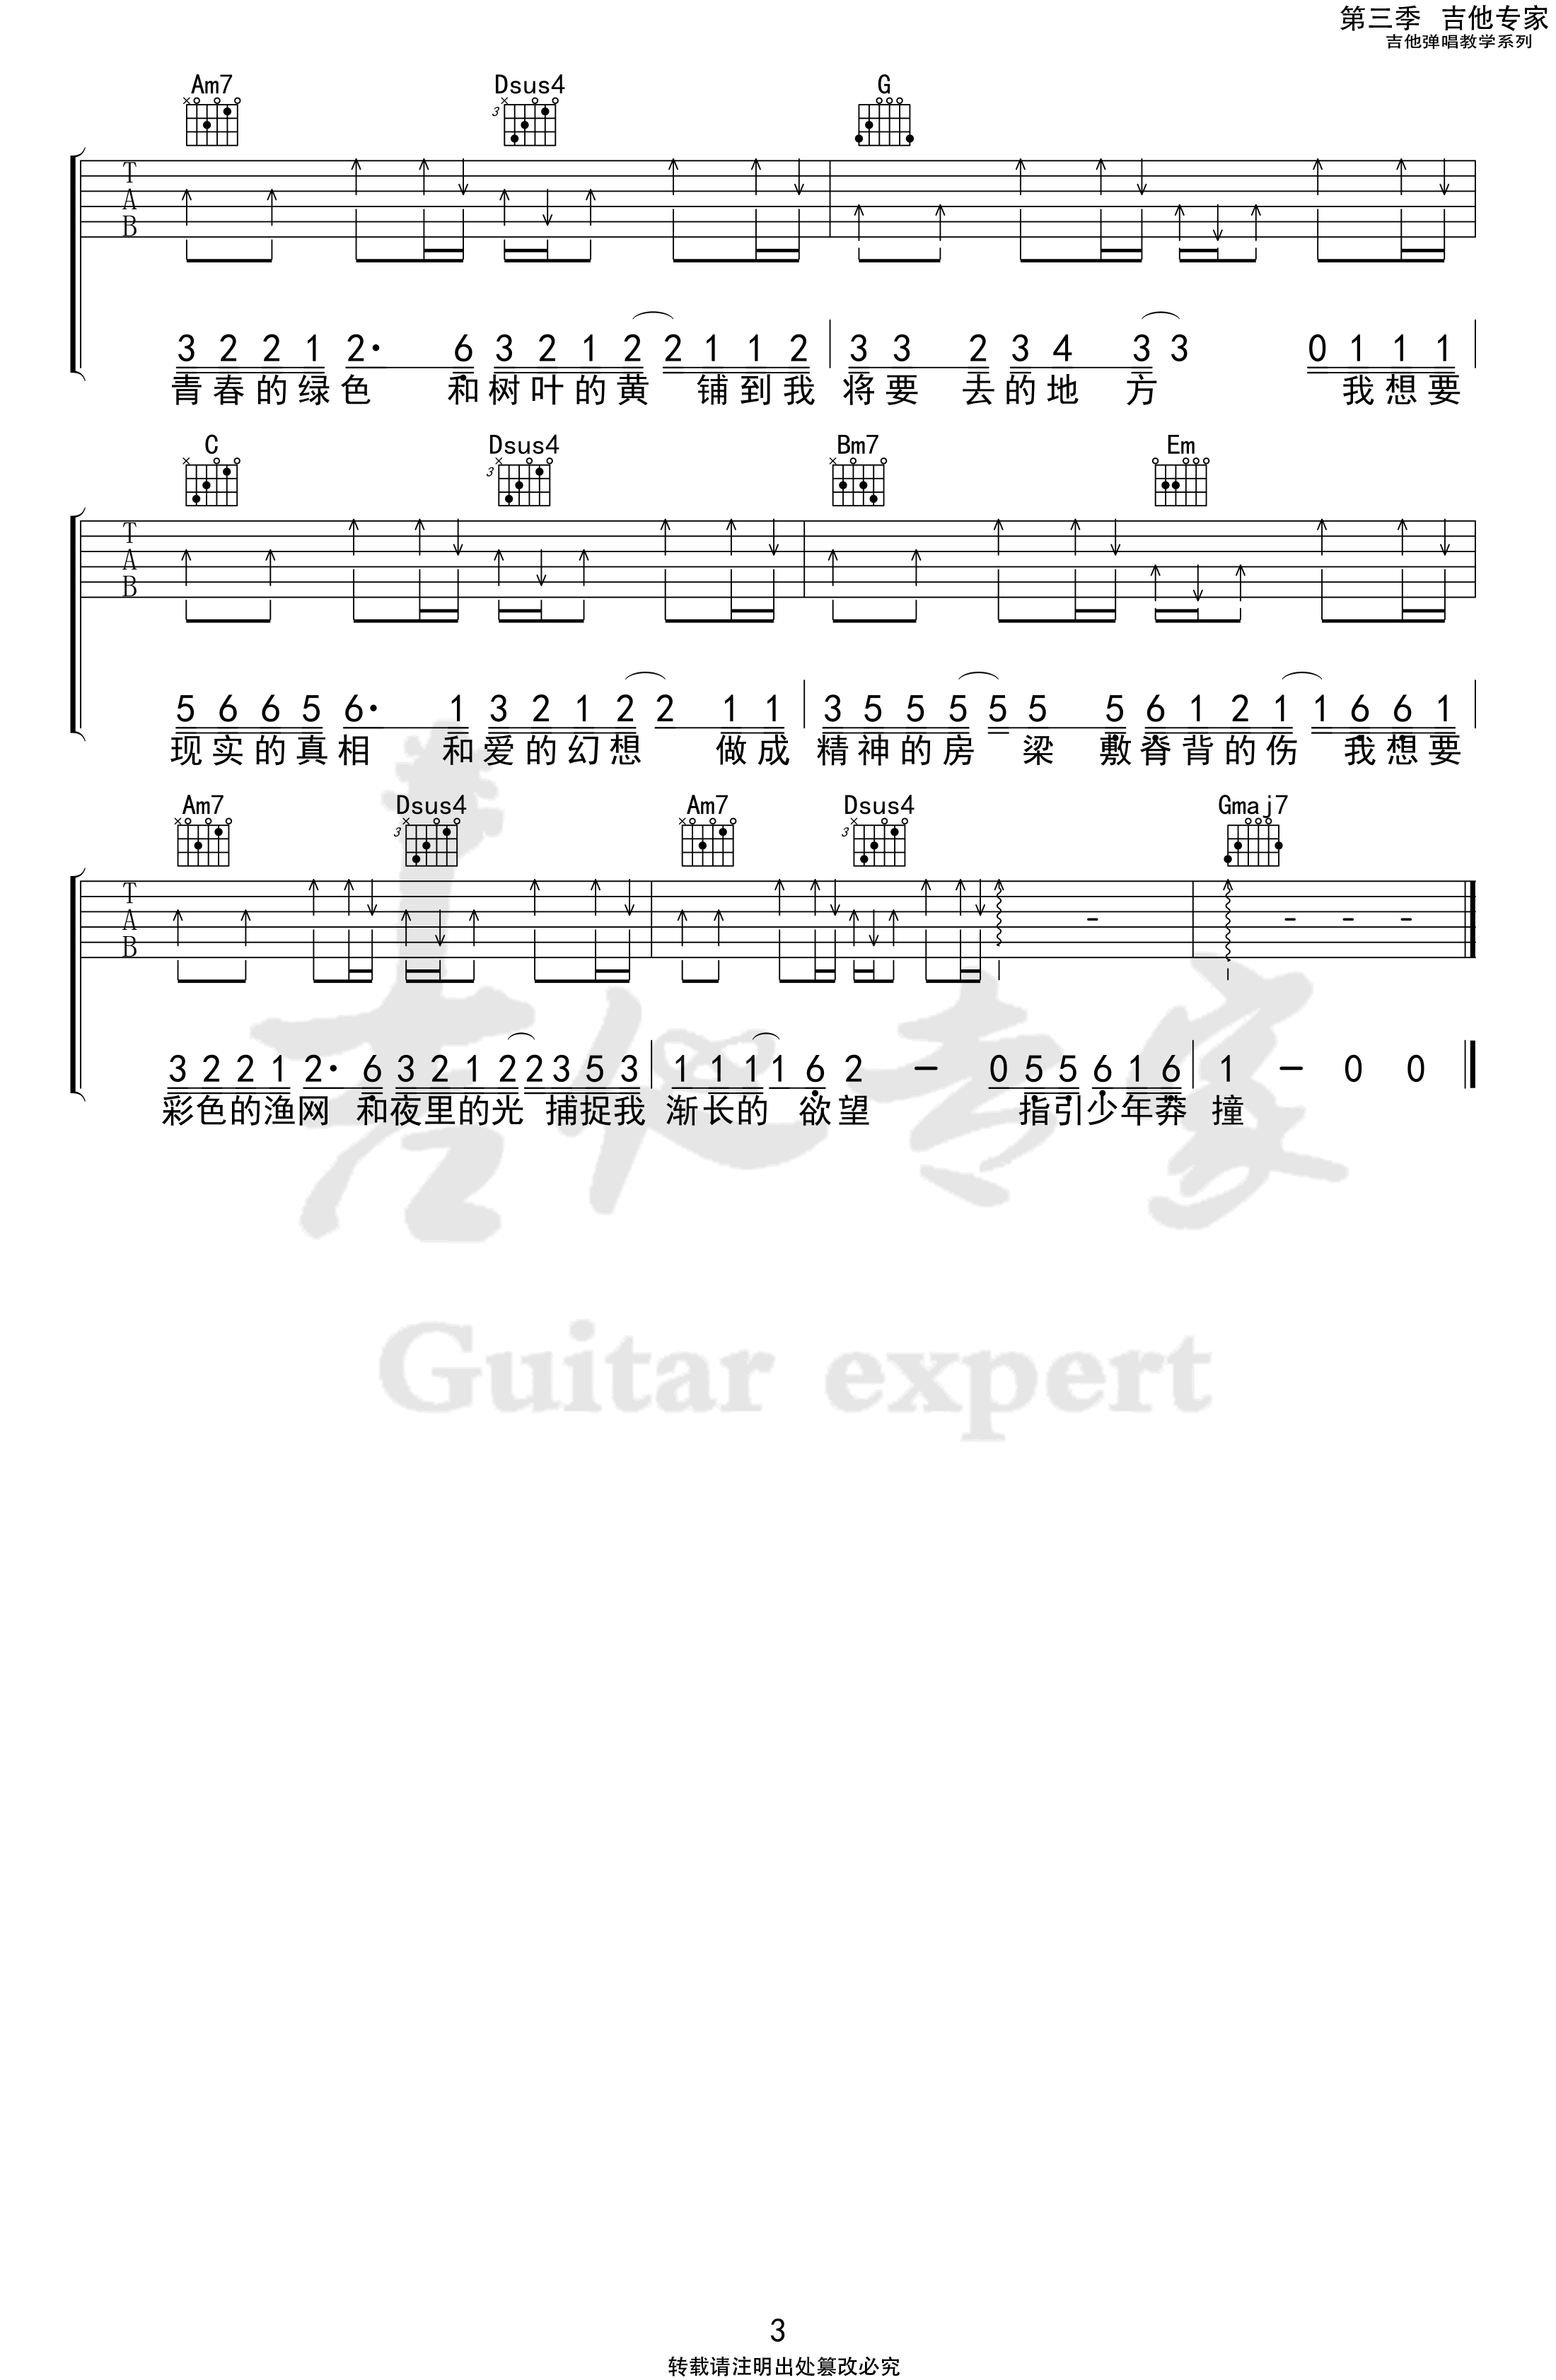 第三季 吉他专家
吉他弹唱教学系列
Am7 Dsus4 G
× × 3
T
A
B
3 2 2 1 2· 6 3 2 1 2 2 1 1 2 3 3 2 3 4 3 3 0 1 1 1
青春的绿色 和树叶的黄 铺到我 将要 去的地 方 我想要
C Dsus4 Bm7 Em
× × 3 ×
T
A
B
5 6 6 5 6· 1 3 2 1 2 2 1 1 3 5 5 5 5 5 5 6 1 2 1 1 6 6 1
现实的真相 和爱的幻想 做成 精神的房 梁 敷脊背的伤 我想要
Am7 Dsus4 Am7 Dsus4 Gmaj7
× × 3 × × 3
T
A
B
3 2 2 1 2· 6 3 2 1 2 2 3 5 3 1 1 1 1 6 2 － 0 5 5 6 1 6 1 － 0 0
彩色的渔网 和夜里的光 捕捉我 渐长的 欲望 指引少年莽 撞
吉他专家
Guitar expert
3
转载请注明出处篡改必究